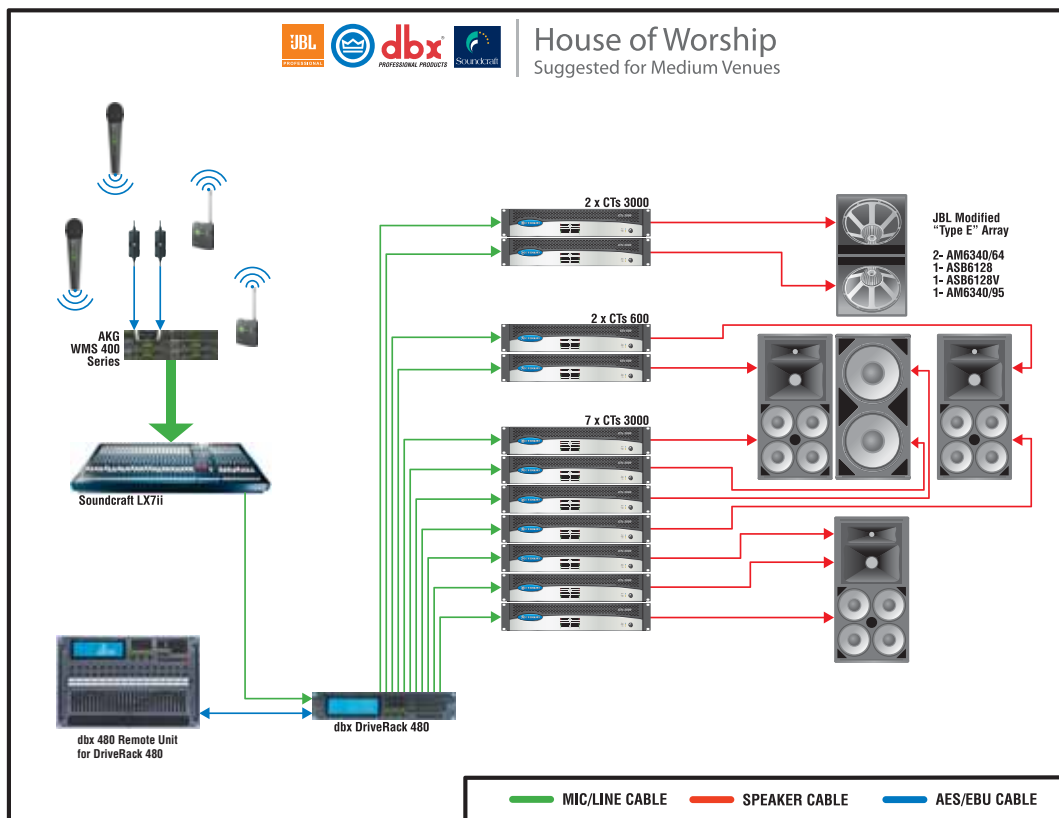 JBL
PROFESSIONAL
dbx
PROFESSIONAL PRODUCTS
Soundcraft
House of Worship
Suggested for Medium Venues
2 x CTs 3000
JBL Modified
“Type E” Array
2- AM6340/64
1- ASB6128
1- ASB6128V
1- AM6340/95
AKG
WMS 400
Series
2 x CTs 600
7 x CTs 3000
Soundcraft LX7ii
dbx 480 Remote Unit
for DriveRack 480
dbx DriveRack 480
MIC/LINE CABLE
SPEAKER CABLE
AES/EBU CABLE